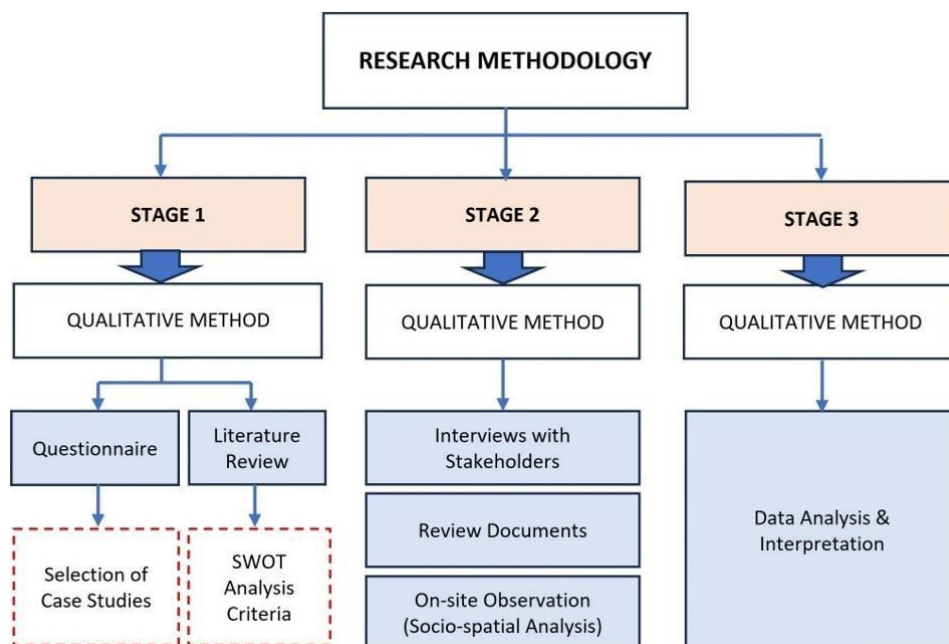 RESEARCH METHODOLOGY
STAGE 1
STAGE 2
STAGE 3
QUALITATIVE METHOD
QUALITATIVE METHOD
QUALITATIVE METHOD
Questionnaire
Literature
Review
Selection of
Case Studies
SWOT
Analysis
Criteria
Interviews with
Stakeholders
Review Documents
On-site Observation
(Socio-spatial Analysis)
Data Analysis &
Interpretation